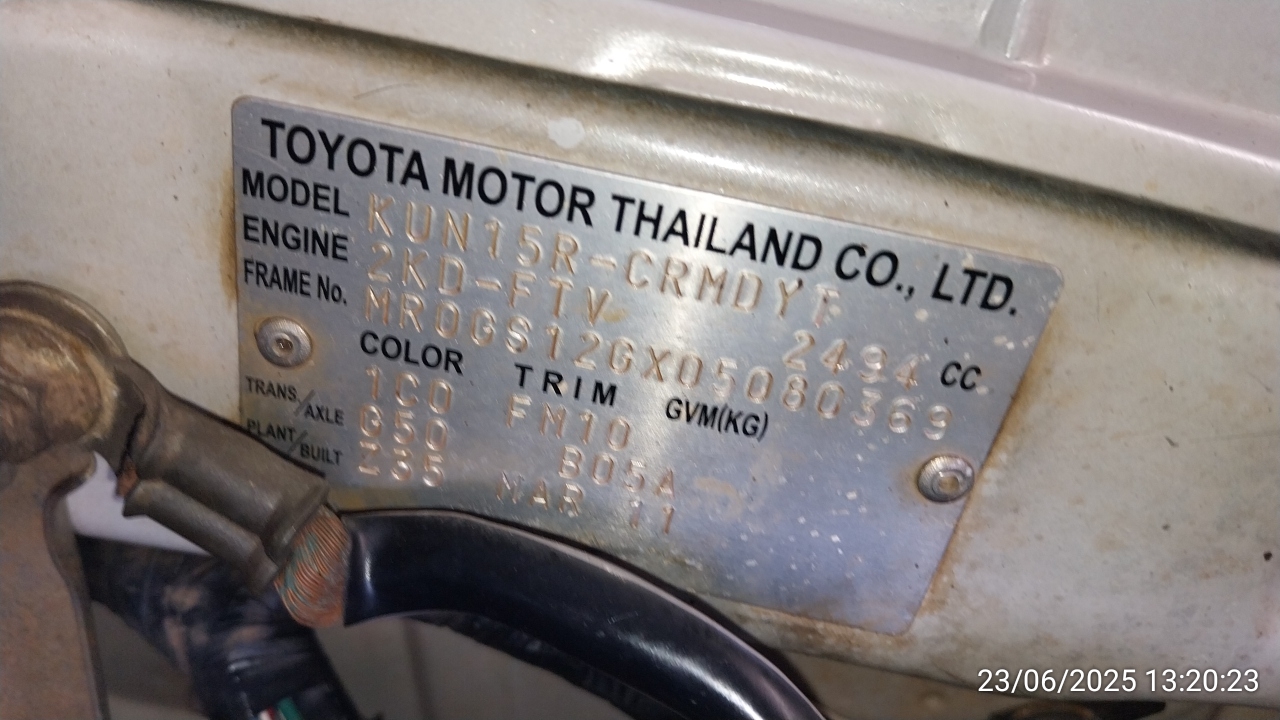 TOYOTA MOTOR THAILAND CO., LTD.
MODEL KUN15R-CRMDYT
ENGINE 2KD-FTV 2494 CC
FRAME No. MR0GS12GX05080369
COLOR TRIM GVM(KG)
1C0 FM10
TRANS./AXLE G50 B05A
PLANT/BUILT Z35 MAR 11
23/06/2025 13:20:23